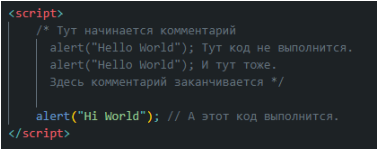 <script>
/* Тут начинается комментарий
alert("Hello World"); Тут код не выполнится.
alert("Hello World"); И тут тоже.
Здесь комментарий заканчивается */
alert("Hi World"); // А этот код выполнится.
</script>